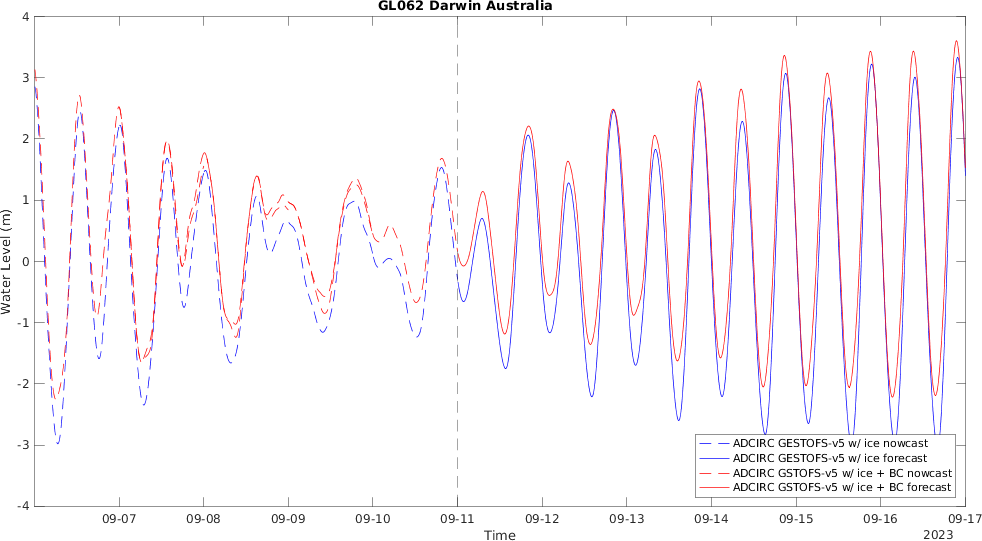 GL062 Darwin Australia
4
3
2
1
0
-1
-2
-3
-4
Water Level (m)
09-07 09-08 09-09 09-10 09-11 09-12 09-13 09-14 09-15 09-16 09-17
Time
2023
ADCIRC GESTOFS-v5 w/ ice nowcast
ADCIRC GESTOFS-v5 w/ ice forecast
ADCIRC GSTOFS-v5 w/ ice + BC nowcast
ADCIRC GSTOFS-v5 w/ ice + BC forecast